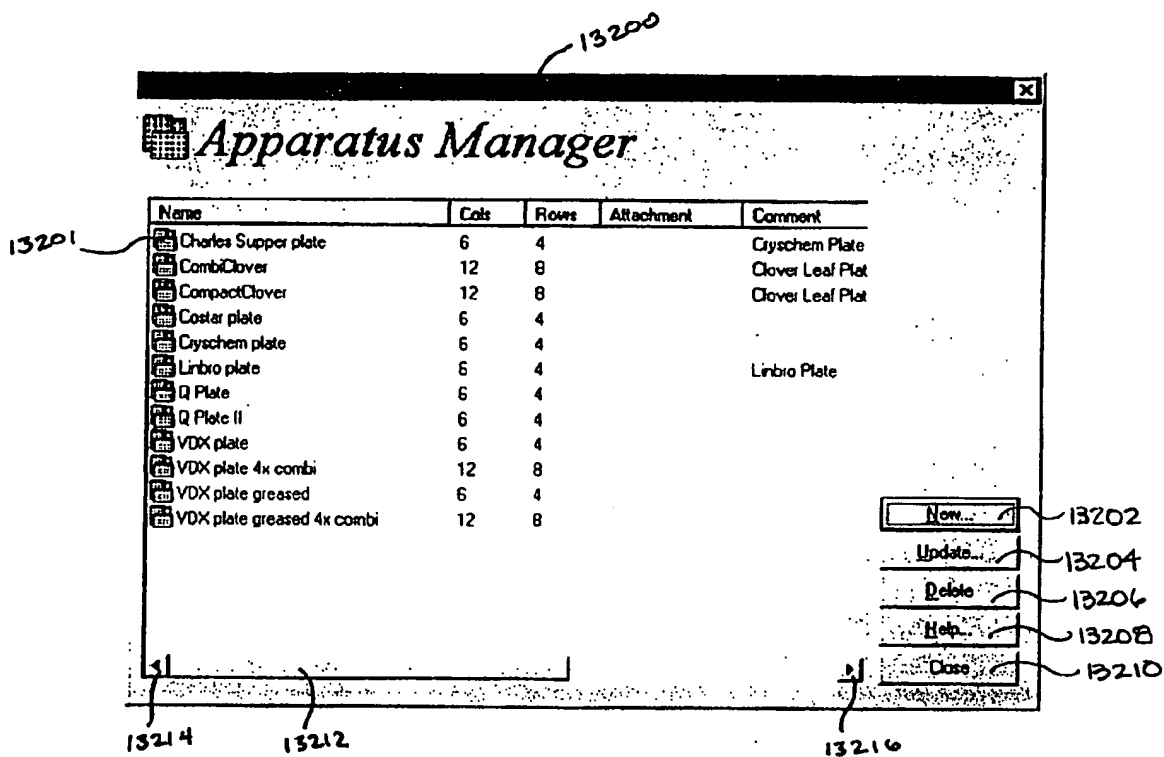 13200
Apparatus Manager
Name Cols Rows Attachment Comment
13201
Charles Supper plate 6 4 Cryschem Plate
CombiClover 12 8 Clover Leaf Plat
CompactClover 12 8 Clover Leaf Plat
Costar plate 6 4
Cryschem plate 6 4
Linbro plate 6 4 Linbro Plate
Q Plate 6 4
Q Plate II 6 4
VDX plate 6 4
VDX plate 4x combi 12 8
VDX plate greased 6 4
VDX plate greased 4x combi 12 8
New... 13202
Update... 13204
Delete 13206
Help... 13208
Close 13210
13214 13212 13216